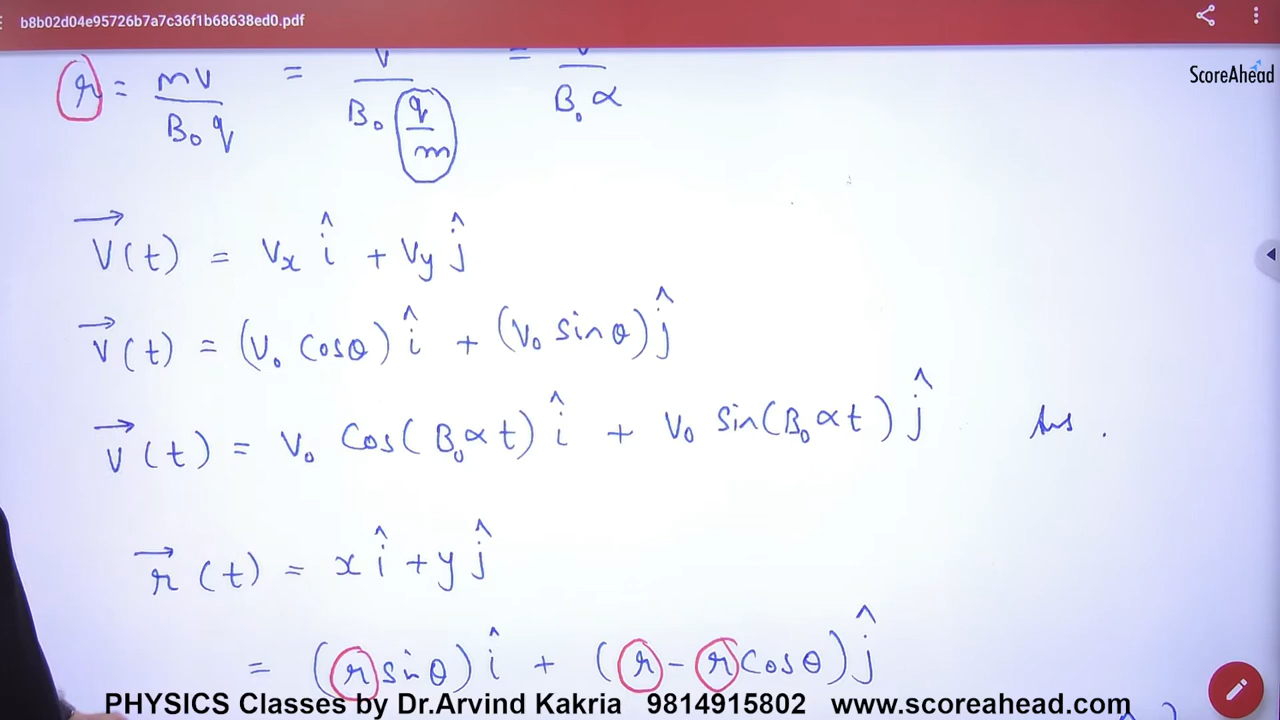 b8b02d04e95726b7a7c36f1b68638ed0.pdf
ScoreAhead
r = mv / B₀q = v / B₀(q/m) = v / B₀α
→V(t) = Vₓ î + Vy ĵ
→v(t) = (V₀ cosθ) î + (V₀ sinθ) ĵ
→v(t) = V₀ Cos(B₀αt) î + V₀ Sin(B₀αt) ĵ Ans.
→r(t) = x î + y ĵ
= (r sinθ) î + (r - r Cosθ) ĵ
PHYSICS Classes by Dr.Arvind Kakria 9814915802 www.scoreahead.com